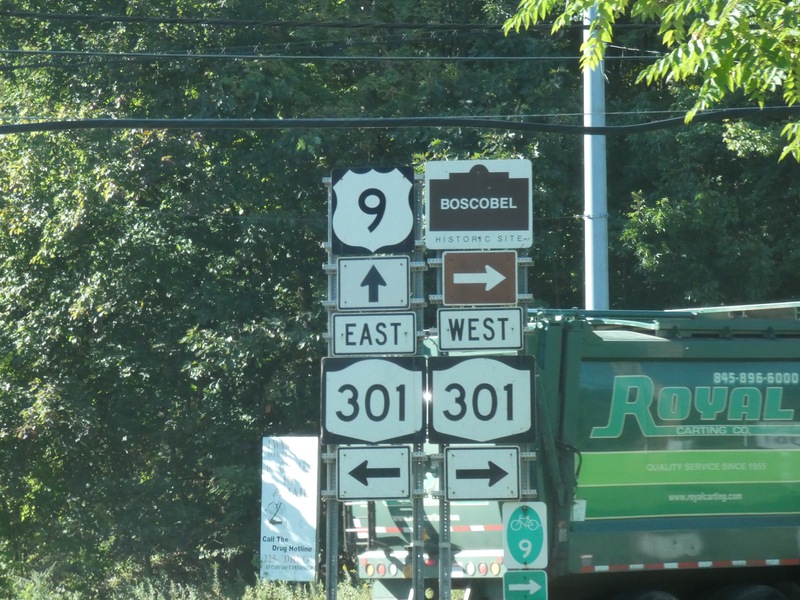 9
BOSCOBEL
HISTORIC SITE
EAST
WEST
301
301
845-896-6000
ROYAL
CARTING CO.
QUALITY SERVICE SINCE 1955
www.royalcarting.com
9
Call The
Drug Hotline